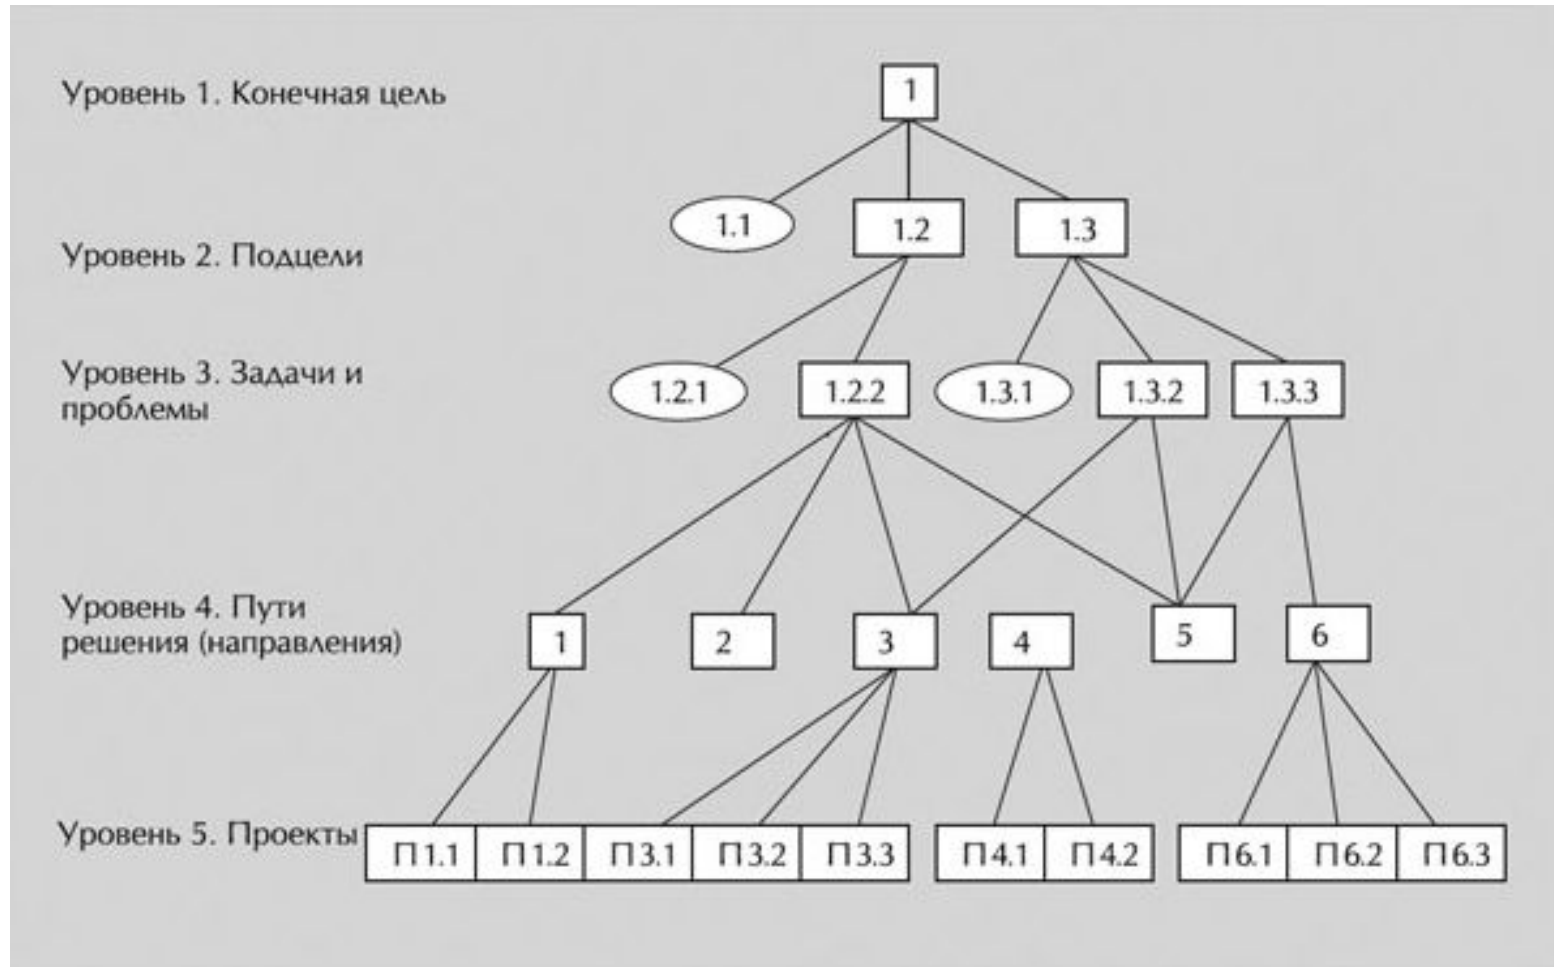 Уровень 1. Конечная цель
1
1.1
1.2
1.3
Уровень 2. Подцели
Уровень 3. Задачи и
проблемы
1.2.1
1.2.2
1.3.1
1.3.2
1.3.3
Уровень 4. Пути
решения (направления)
1
2
3
4
5
6
Уровень 5. Проекты
П1.1
П1.2
П3.1
П3.2
П3.3
П4.1
П4.2
П6.1
П6.2
П6.3